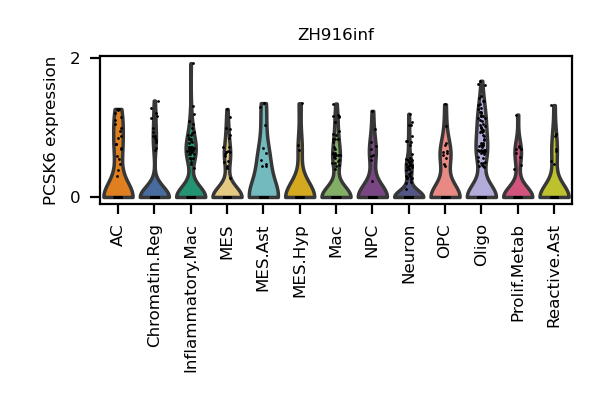 ZH916inf
PCSK6 expression
2
0
AC
Chromatin.Reg
Inflammatory.Mac
MES
MES.Ast
MES.Hyp
Mac
NPC
Neuron
OPC
Oligo
Prolif.Metab
Reactive.Ast